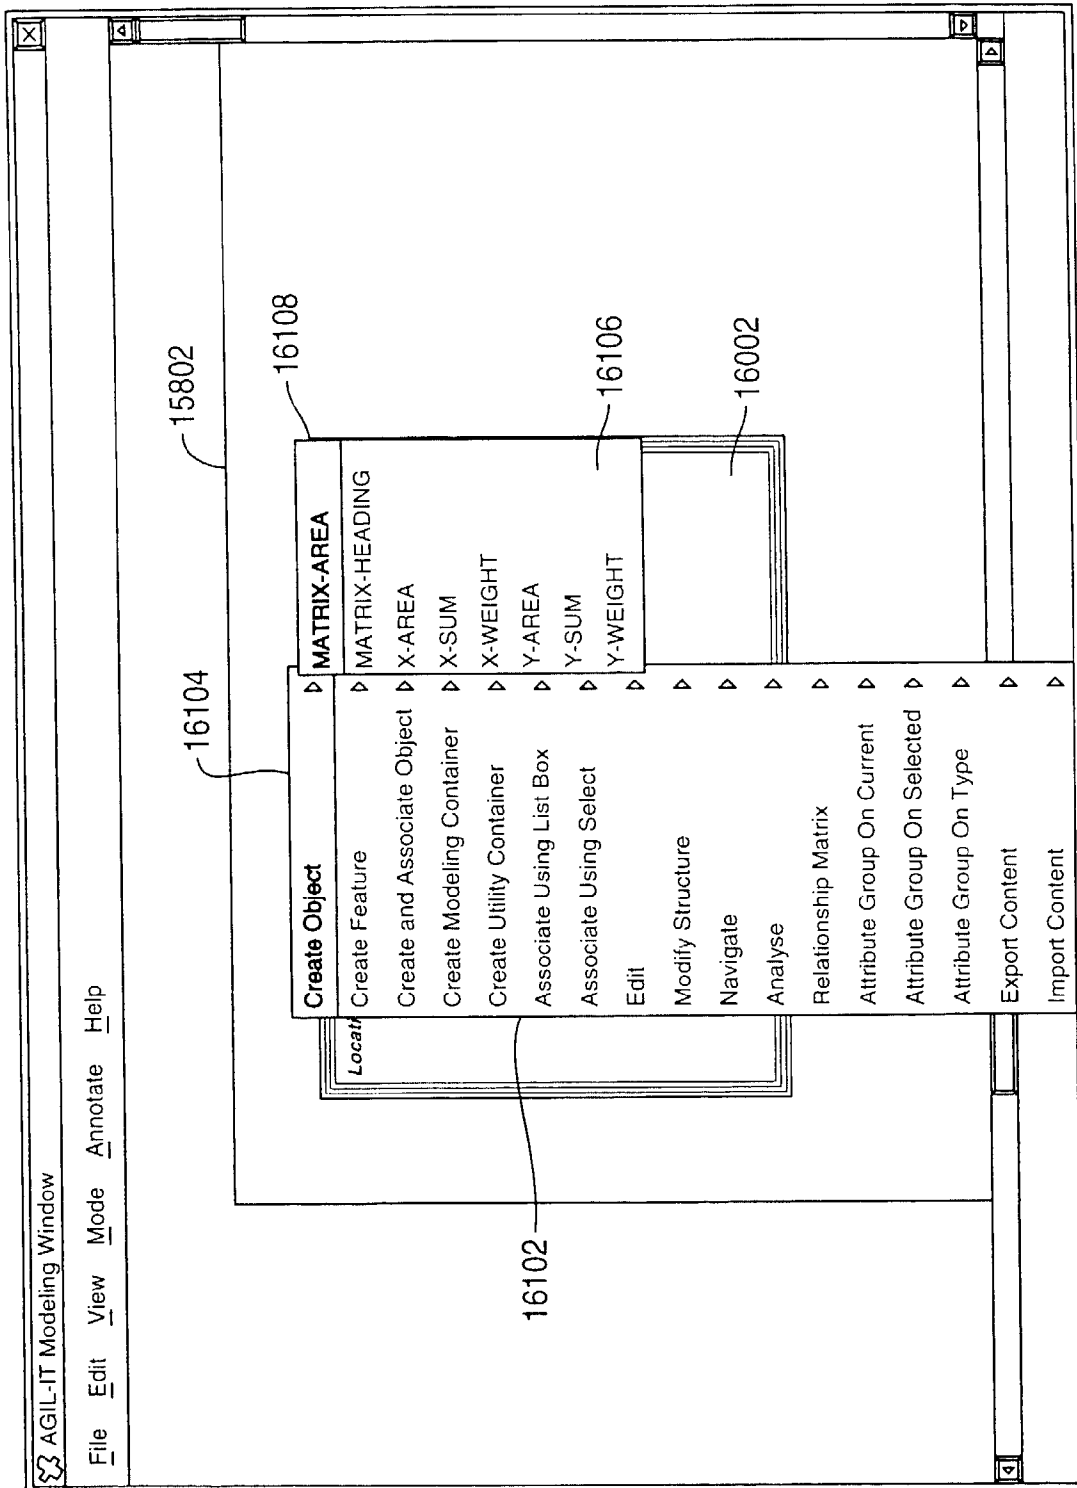 AGIL-IT Modeling Window
File Edit View Mode Annotate Help
15802
16104
16108
Create Object
MATRIX-AREA
Locati
Create Feature
MATRIX-HEADING
Create and Associate Object
X-AREA
Create Modeling Container
X-SUM
Create Utility Container
X-WEIGHT
Associate Using List Box
Y-AREA
Associate Using Select
Y-SUM
Edit
Y-WEIGHT
Modify Structure
Navigate
Analyse
Relationship Matrix
Attribute Group On Current
Attribute Group On Selected
Attribute Group On Type
Export Content
Import Content
16102
16106
16002